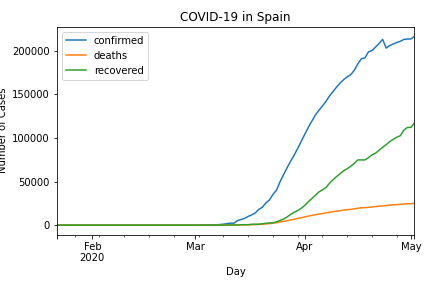 COVID-19 in Spain
confirmed
deaths
recovered
200000
150000
100000
50000
0
Number of Cases
Feb
2020
Mar
Apr
May
Day